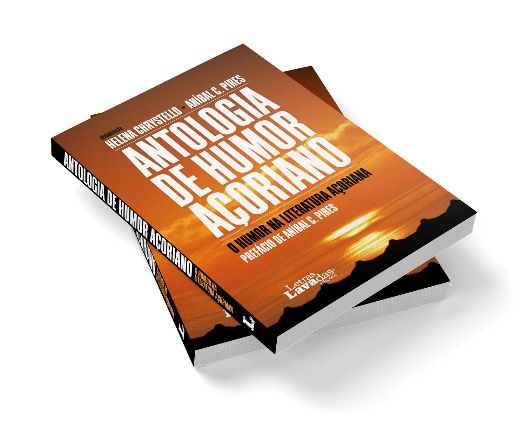 HELENA CHRYSTELLO - ANÍBAL C. PIRES
ANTOLOGIA
DE HUMOR
AÇORIANO
O HUMOR NA LITERATURA AÇORIANA
PREFÁCIO DE ANÍBAL C. PIRES
Letras
LAVAdas
ANTOLOGIA DE HUMOR AÇORIANO